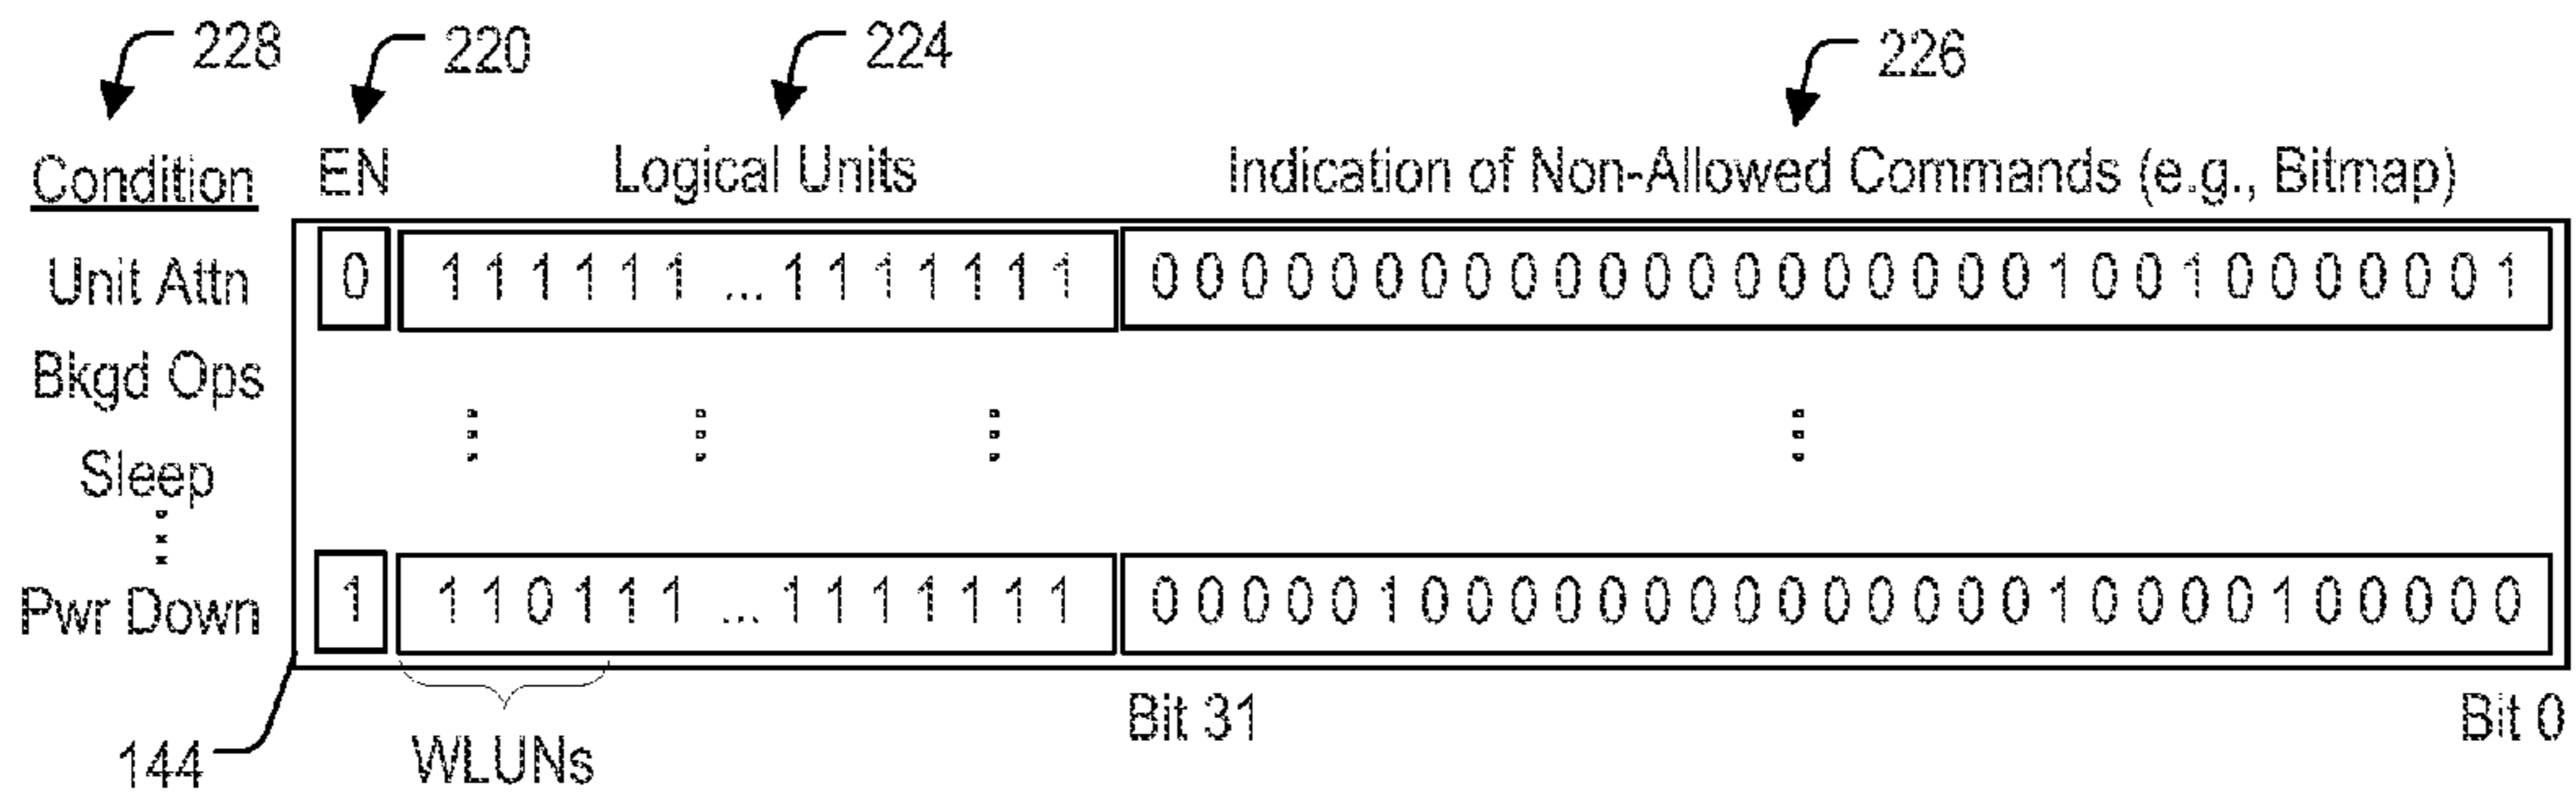 228 220 224 226
Condition EN Logical Units Indication of Non-Allowed Commands (e.g., Bitmap)
Unit Attn 0 1 1 1 1 1 1 ... 1 1 1 1 1 1 1 0 0 0 0 0 0 0 0 0 0 0 0 0 0 0 0 0 0 0 0 1 0 0 1 0 0 0 0 0 0 1
Bkgd Ops
Sleep
Pwr Down 1 1 1 0 1 1 1 ... 1 1 1 1 1 1 1 0 0 0 0 0 1 0 0 0 0 0 0 0 0 0 0 0 0 0 0 1 0 0 0 0 1 0 0 0 0 0
Bit 31 Bit 0
144 WLUNs